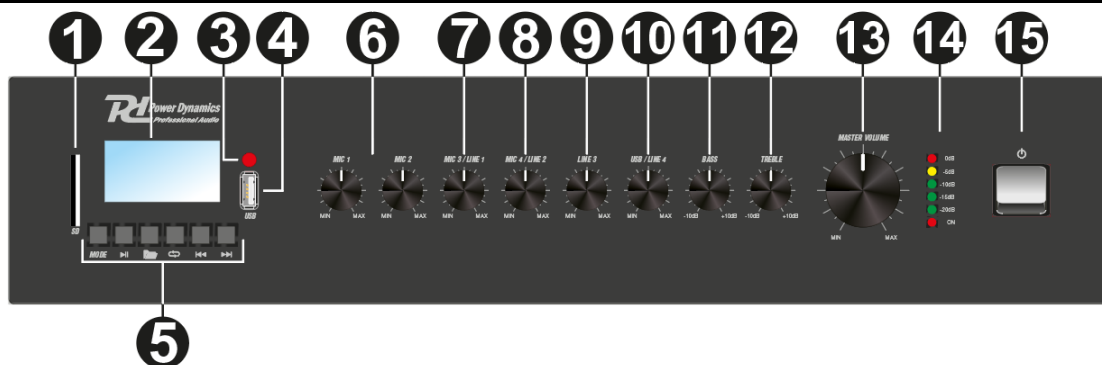 1 2 3 4 6 7 8 9 10 11 12 13 14 15
Pd Power Dynamics
Professional Audio
MIC 1 MIC 2 MIC 3 / LINE 1 MIC 4 / LINE 2 LINE 3 USB / LINE 4 BASS TREBLE
MASTER VOLUME
MIN MAX MIN MAX MIN MAX MIN MAX MIN MAX MIN MAX -10dB +10dB -10dB +10dB
MIN MAX
0dB
-5dB
-10dB
-15dB
-20dB
ON
USB
SD
MODE
5